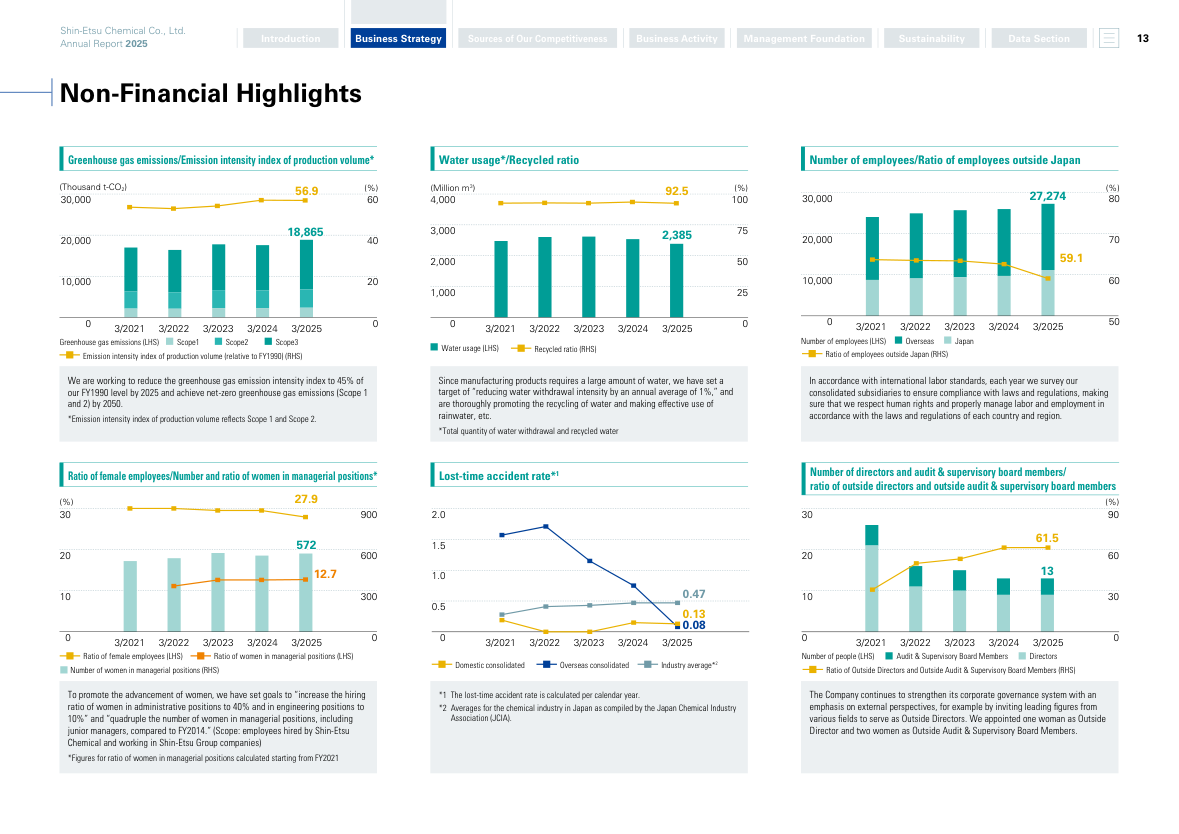 Shin-Etsu Chemical Co., Ltd.
Annual Report 2025
Introduction
Business Strategy
Sources of Our Competitiveness
Business Activity
Management Foundation
Sustainability
Data Section
13
Non-Financial Highlights
Greenhouse gas emissions/Emission intensity index of production volume*
(Thousand t-CO₂)
(%)
56.9
30,000
60
18,865
20,000
40
10,000
20
0
0
3/2021 3/2022 3/2023 3/2024 3/2025
Greenhouse gas emissions (LHS) Scope1 Scope2 Scope3
Emission intensity index of production volume (relative to FY1990) (RHS)
We are working to reduce the greenhouse gas emission intensity index to 45% of
our FY1990 level by 2025 and achieve net-zero greenhouse gas emissions (Scope 1
and 2) by 2050.
*Emission intensity index of production volume reflects Scope 1 and Scope 2.
Water usage*/Recycled ratio
(Million m³)
(%)
92.5
4,000
100
3,000
75
2,385
2,000
50
1,000
25
0
0
3/2021 3/2022 3/2023 3/2024 3/2025
Water usage (LHS) Recycled ratio (RHS)
Since manufacturing products requires a large amount of water, we have set a
target of “reducing water withdrawal intensity by an annual average of 1%,” and
are thoroughly promoting the recycling of water and making effective use of
rainwater, etc.
*Total quantity of water withdrawal and recycled water
Number of employees/Ratio of employees outside Japan
(%)
27,274
30,000
80
20,000
70
59.1
10,000
60
0
50
3/2021 3/2022 3/2023 3/2024 3/2025
Number of employees (LHS) Overseas Japan
Ratio of employees outside Japan (RHS)
In accordance with international labor standards, each year we survey our
consolidated subsidiaries to ensure compliance with laws and regulations, making
sure that we respect human rights and properly manage labor and employment in
accordance with the laws and regulations of each country and region.
Ratio of female employees/Number and ratio of women in managerial positions*
(%)
27.9
30
900
572
20
600
12.7
10
300
0
0
3/2021 3/2022 3/2023 3/2024 3/2025
Ratio of female employees (LHS) Ratio of women in managerial positions (LHS)
Number of women in managerial positions (RHS)
To promote the advancement of women, we have set goals to “increase the hiring
ratio of women in administrative positions to 40% and in engineering positions to
10%” and “quadruple the number of women in managerial positions, including
junior managers, compared to FY2014.” (Scope: employees hired by Shin-Etsu
Chemical and working in Shin-Etsu Group companies)
*Figures for ratio of women in managerial positions calculated starting from FY2021
Lost-time accident rate*¹
2.0
1.5
1.0
0.5
0
0.47
0.13
0.08
3/2021 3/2022 3/2023 3/2024 3/2025
Domestic consolidated Overseas consolidated Industry average*²
*1 The lost-time accident rate is calculated per calendar year.
*2 Averages for the chemical industry in Japan as compiled by the Japan Chemical Industry
Association (JCIA).
Number of directors and audit & supervisory board members/
ratio of outside directors and outside audit & supervisory board members
(%)
30
90
61.5
20
60
13
10
30
0
0
3/2021 3/2022 3/2023 3/2024 3/2025
Number of people (LHS) Audit & Supervisory Board Members Directors
Ratio of Outside Directors and Outside Audit & Supervisory Board Members (RHS)
The Company continues to strengthen its corporate governance system with an
emphasis on external perspectives, for example by inviting leading figures from
various fields to serve as Outside Directors. We appointed one woman as Outside
Director and two women as Outside Audit & Supervisory Board Members.